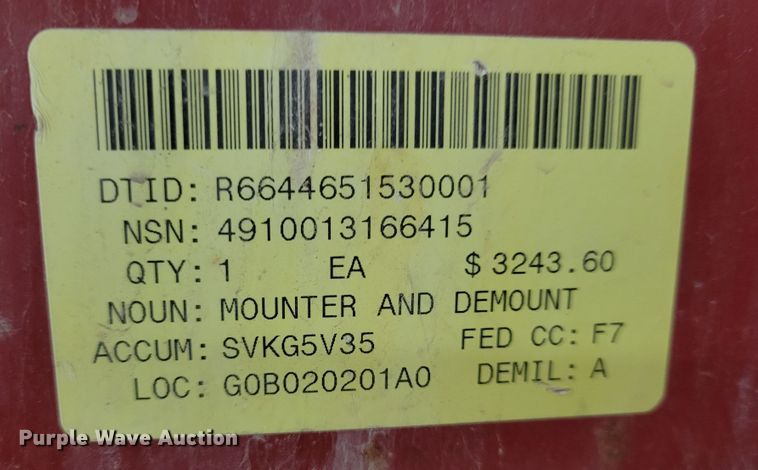 DTID: R6644651530001
NSN: 4910013166415
QTY: 1 EA $ 3243.60
NOUN: MOUNTER AND DEMOUNT
ACCUM: SVKG5V35 FED CC: F7
LOC: G0B020201A0 DEMIL: A
Purple Wave Auction